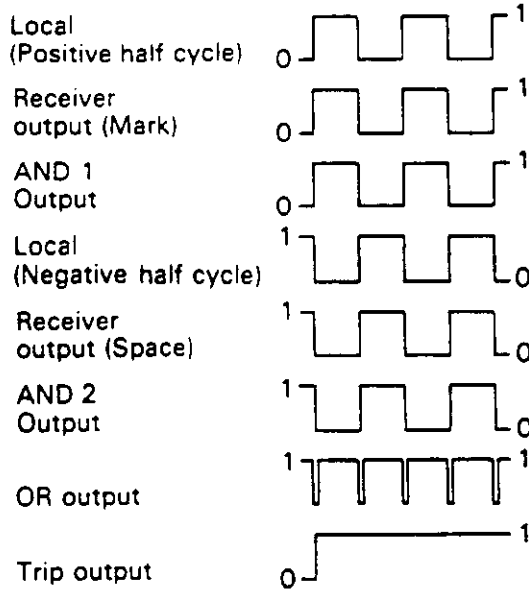 Local
(Positive half cycle)
0
1
Receiver
output (Mark)
0
1
AND 1
Output
0
1
Local
(Negative half cycle)
1
0
Receiver
output (Space)
1
0
AND 2
Output
1
0
OR output
1
1
Trip output
0
1